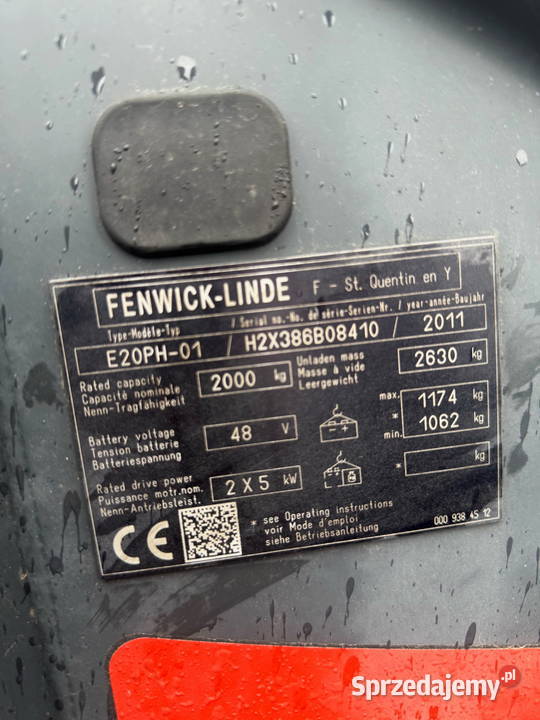 FENWICK-LINDE F - St. Quentin en Y
Type-Modèle-Typ / Serial no.-No. de série-Serien-Nr. / year-année-Baujahr
E20PH-01 / H2X386B08410 / 2011
Rated capacity
Capacité nominale
Nenn-Tragfähigkeit
2000 kg
Unladen mass
Masse à vide
Leergewicht
2630 kg
Battery voltage
Tension batterie
Batteriespannung
48 V
- +
max. 1174 kg
*
min. 1062 kg
Rated drive power
Puissance motr.nom.
Nenn-Antriebsleist.
2 X 5 kW
* kg
CE
* see Operating instructions
voir Mode d'emploi
siehe Betriebsanleitung
000 938 45 12
Sprzedajemy.pl